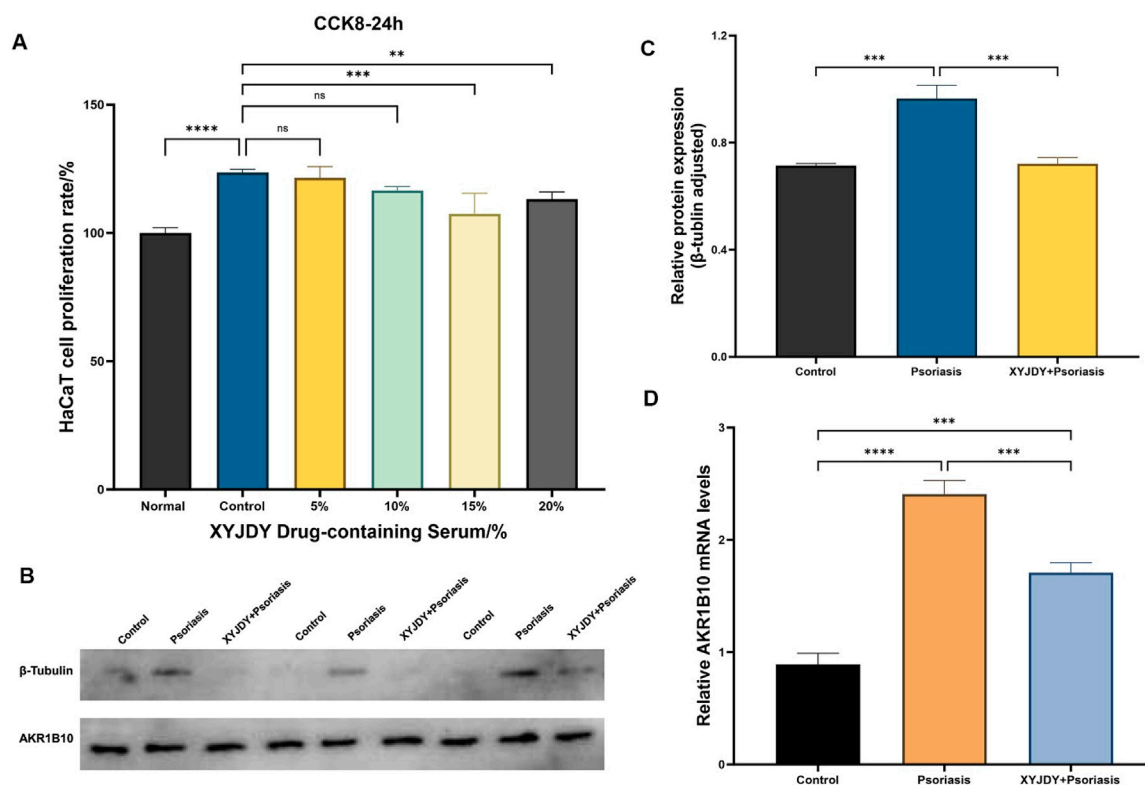 A
CCK8-24h
**
***
ns
****
ns
HaCaT cell proliferation rate/%
150
100
50
0
Normal
Control
5%
10%
15%
20%
XYJDY Drug-containing Serum/%
B
Control
Psoriasis
XYJDY+Psoriasis
Control
Psoriasis
XYJDY+Psoriasis
Control
Psoriasis
XYJDY+Psoriasis
β-Tubulin
AKR1B10
C
Relative protein expression
(β-tublin adjusted)
1.2
0.8
0.4
0.0
***
***
Control
Psoriasis
XYJDY+Psoriasis
D
Relative AKR1B10 mRNA levels
3
2
1
0
***
****
***
Control
Psoriasis
XYJDY+Psoriasis